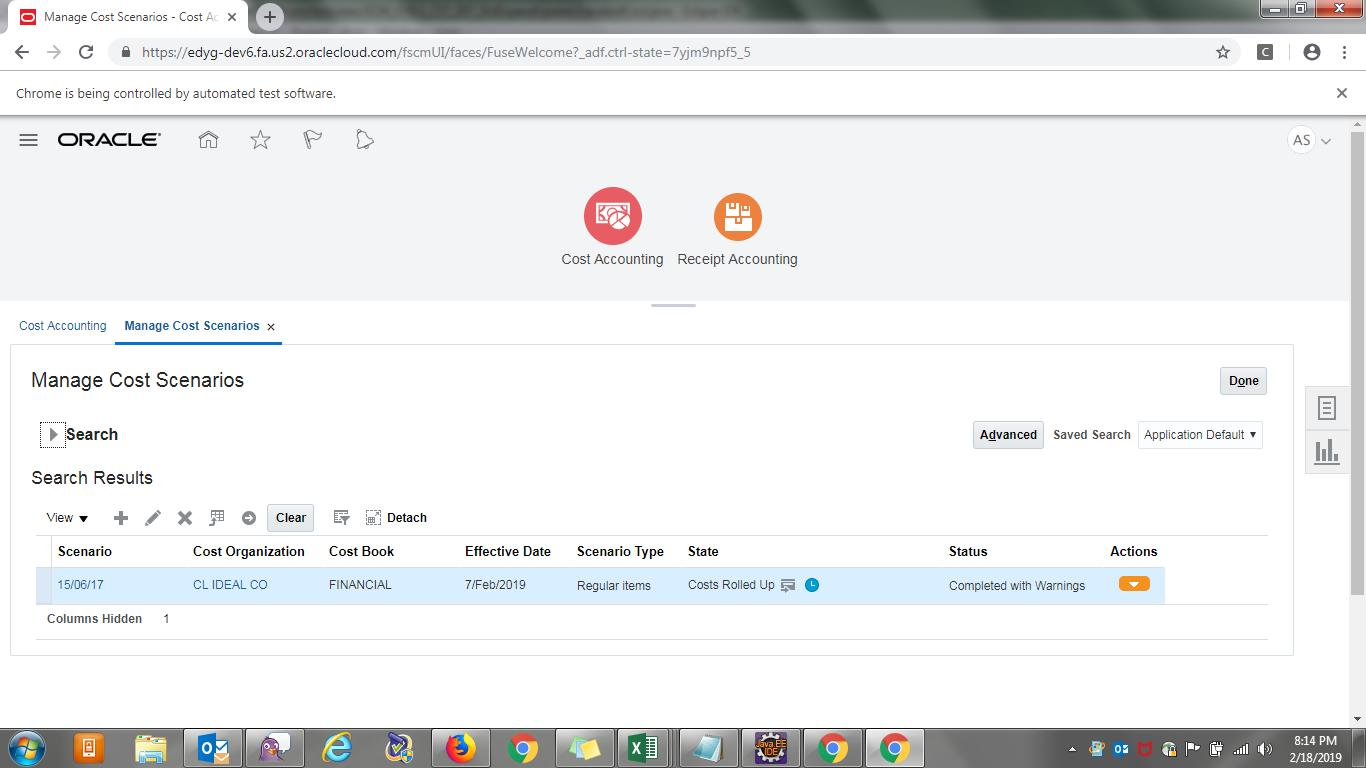 Manage Cost Scenarios - Cost Ac
https://edyg-dev6.fa.us2.oraclecloud.com/fscmUI/faces/FuseWelcome?_adf.ctrl-state=7yjm9npf5_5
C
Chrome is being controlled by automated test software.
ORACLE
AS
Cost Accounting Receipt Accounting
Cost Accounting Manage Cost Scenarios
Manage Cost Scenarios Done
Search Advanced Saved Search Application Default
Search Results
View Clear Detach
Scenario Cost Organization Cost Book Effective Date Scenario Type State Status Actions
15/06/17 CL IDEAL CO FINANCIAL 7/Feb/2019 Regular items Costs Rolled Up Completed with Warnings
Columns Hidden 1
Java EE
IDE
8:14 PM
2/18/2019